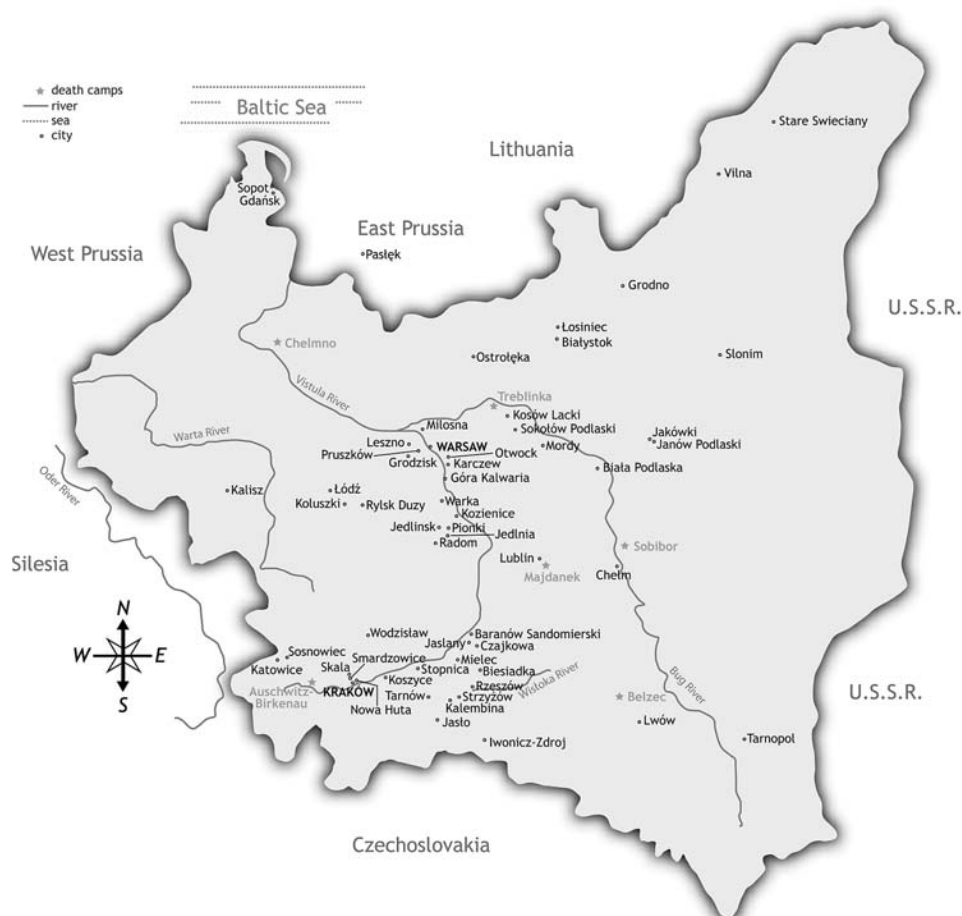 death camps
river
sea
city
Baltic Sea
Lithuania
Stare Swieciany
Vilna
Sopot
Gdańsk
West Prussia
East Prussia
Pasłęk
Grodno
U.S.S.R.
Łosiniec
Białystok
Chelmno
Ostrołęka
Slonim
Vistula River
Treblinka
Kosów Lacki
Milosna
Sokołów Podlaski
Jakówki
Janów Podlaski
Warta River
Leszno
WARSAW
Mordy
Pruszków
Otwock
Grodzisk
Karczew
Biała Podlaska
Góra Kalwaria
Oder River
Kalisz
Łódź
Koluszki
Rylsk Duzy
Warka
Kozienice
Jedlinsk
Pionki
Jedlnia
Radom
Sobibor
Lublin
Majdanek
Chełm
Silesia
N
W
E
S
Wodzisław
Baranów Sandomierski
Jaslany
Czajkowa
Sosnowiec
Katowice
Smardzowice
Skala
Stopnica
Mielec
Biesiadka
Koszyce
Rzeszów
Wisłoka River
Bug River
Auschwitz-
Birkenau
KRAKÓW
Tarnów
Strzyżów
Nowa Huta
Kalembina
Belzec
U.S.S.R.
Jasło
Lwów
Iwonicz-Zdroj
Tarnopol
Czechoslovakia